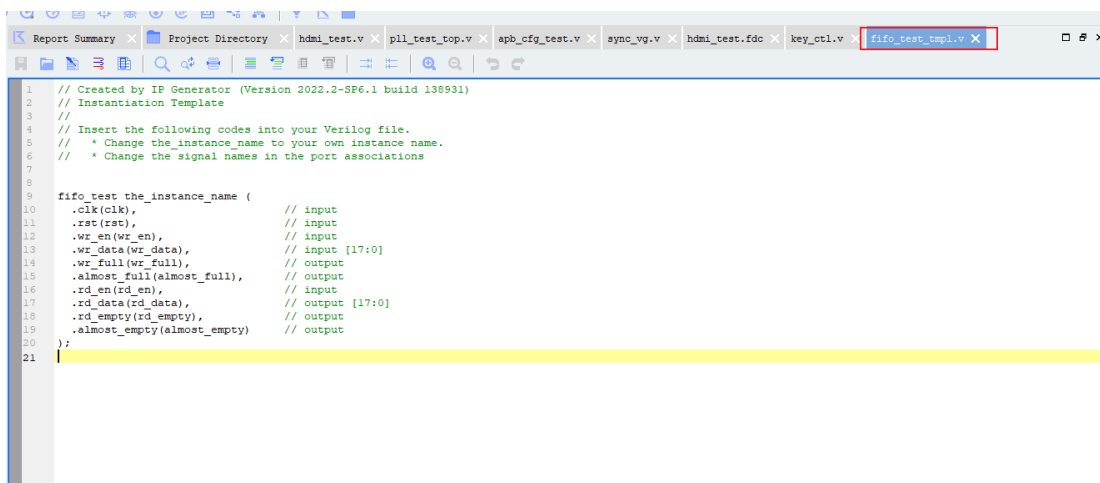 Report Summary Project Directory hdmi_test.v pll_test_top.v apb_cfg_test.v sync_vg.v hdmi_test.fdc key_ctl.v fifo_test_tmpl.v
1 // Created by IP Generator (Version 2022.2-SP6.1 build 138931)
2 // Instantiation Template
3 //
4 // Insert the following codes into your Verilog file.
5 //   * Change the_instance_name to your own instance name.
6 //   * Change the signal names in the port associations
7
8
9 fifo_test the_instance_name (
10   .clk(clk),                      // input
11   .rst(rst),                      // input
12   .wr_en(wr_en),                  // input
13   .wr_data(wr_data),              // input [17:0]
14   .wr_full(wr_full),              // output
15   .almost_full(almost_full),      // output
16   .rd_en(rd_en),                  // input
17   .rd_data(rd_data),              // output [17:0]
18   .rd_empty(rd_empty),            // output
19   .almost_empty(almost_empty)     // output
20 );
21